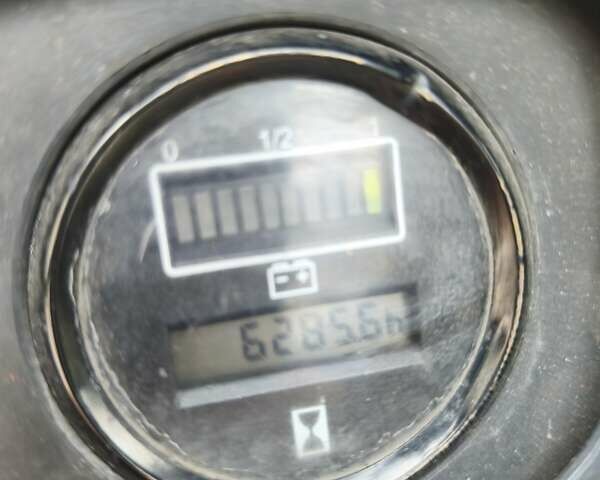 0 1/2 1
- +
6285.6h